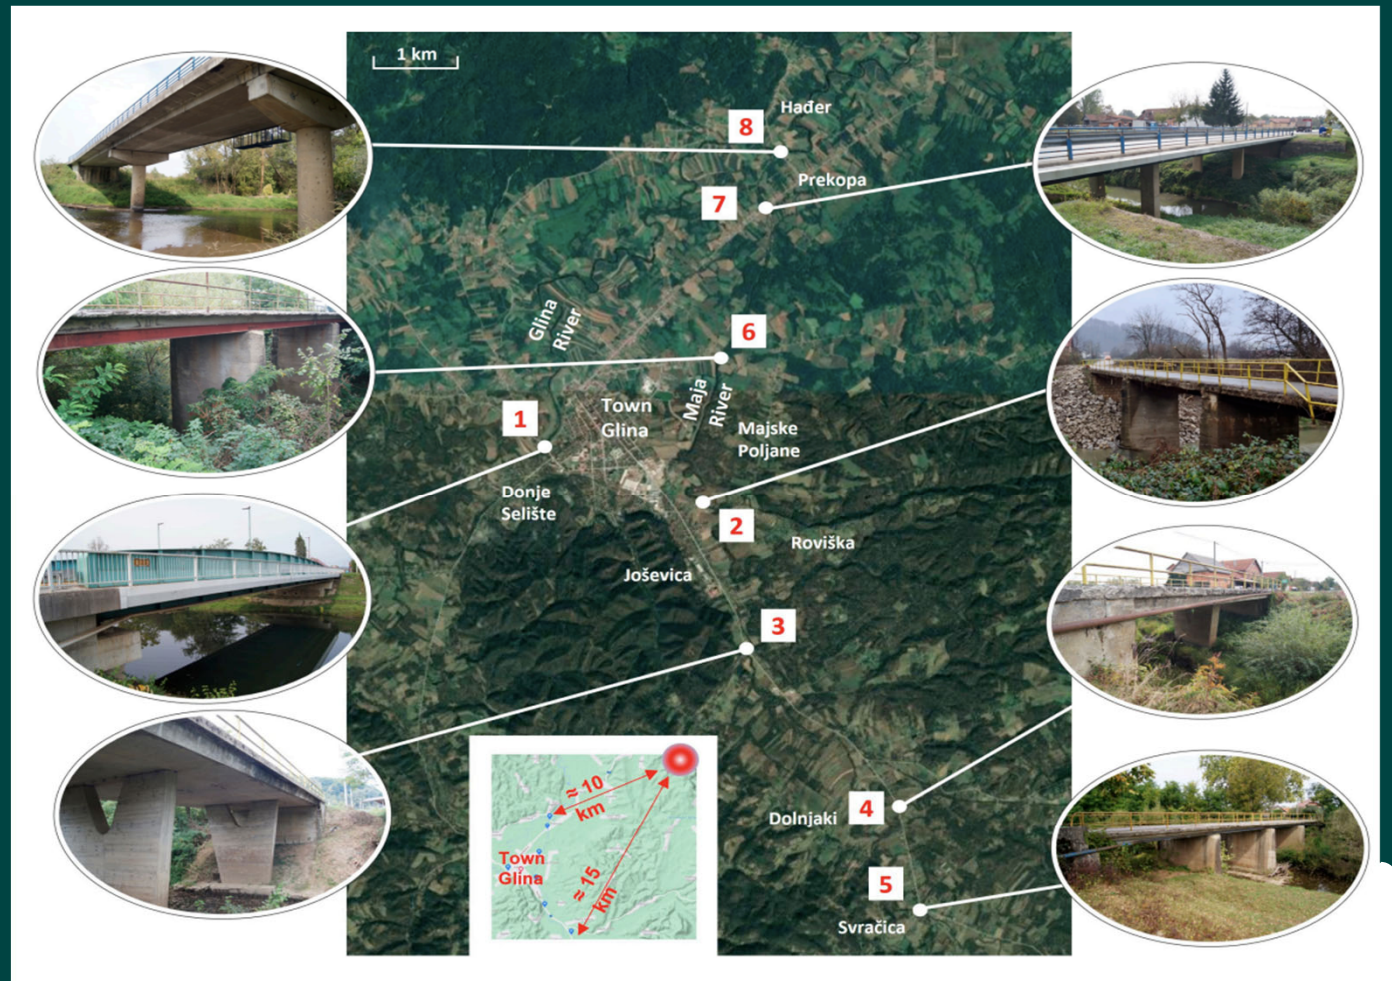 1 km
Hađer
8
Prekopa
7
Glina
River
6
Maja
River
1
Town
Glina
Majske
Poljane
Donje
Selište
2
Roviška
Joševica
3
≈ 10
km
Town
Glina
≈ 15
km
4
Dolnjaki
5
Svračica